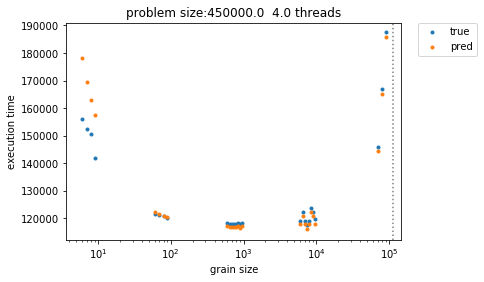 problem size:450000.0 4.0 threads
true
pred
execution time
190000
180000
170000
160000
150000
140000
130000
120000
10^1
10^2
10^3
10^4
10^5
grain size